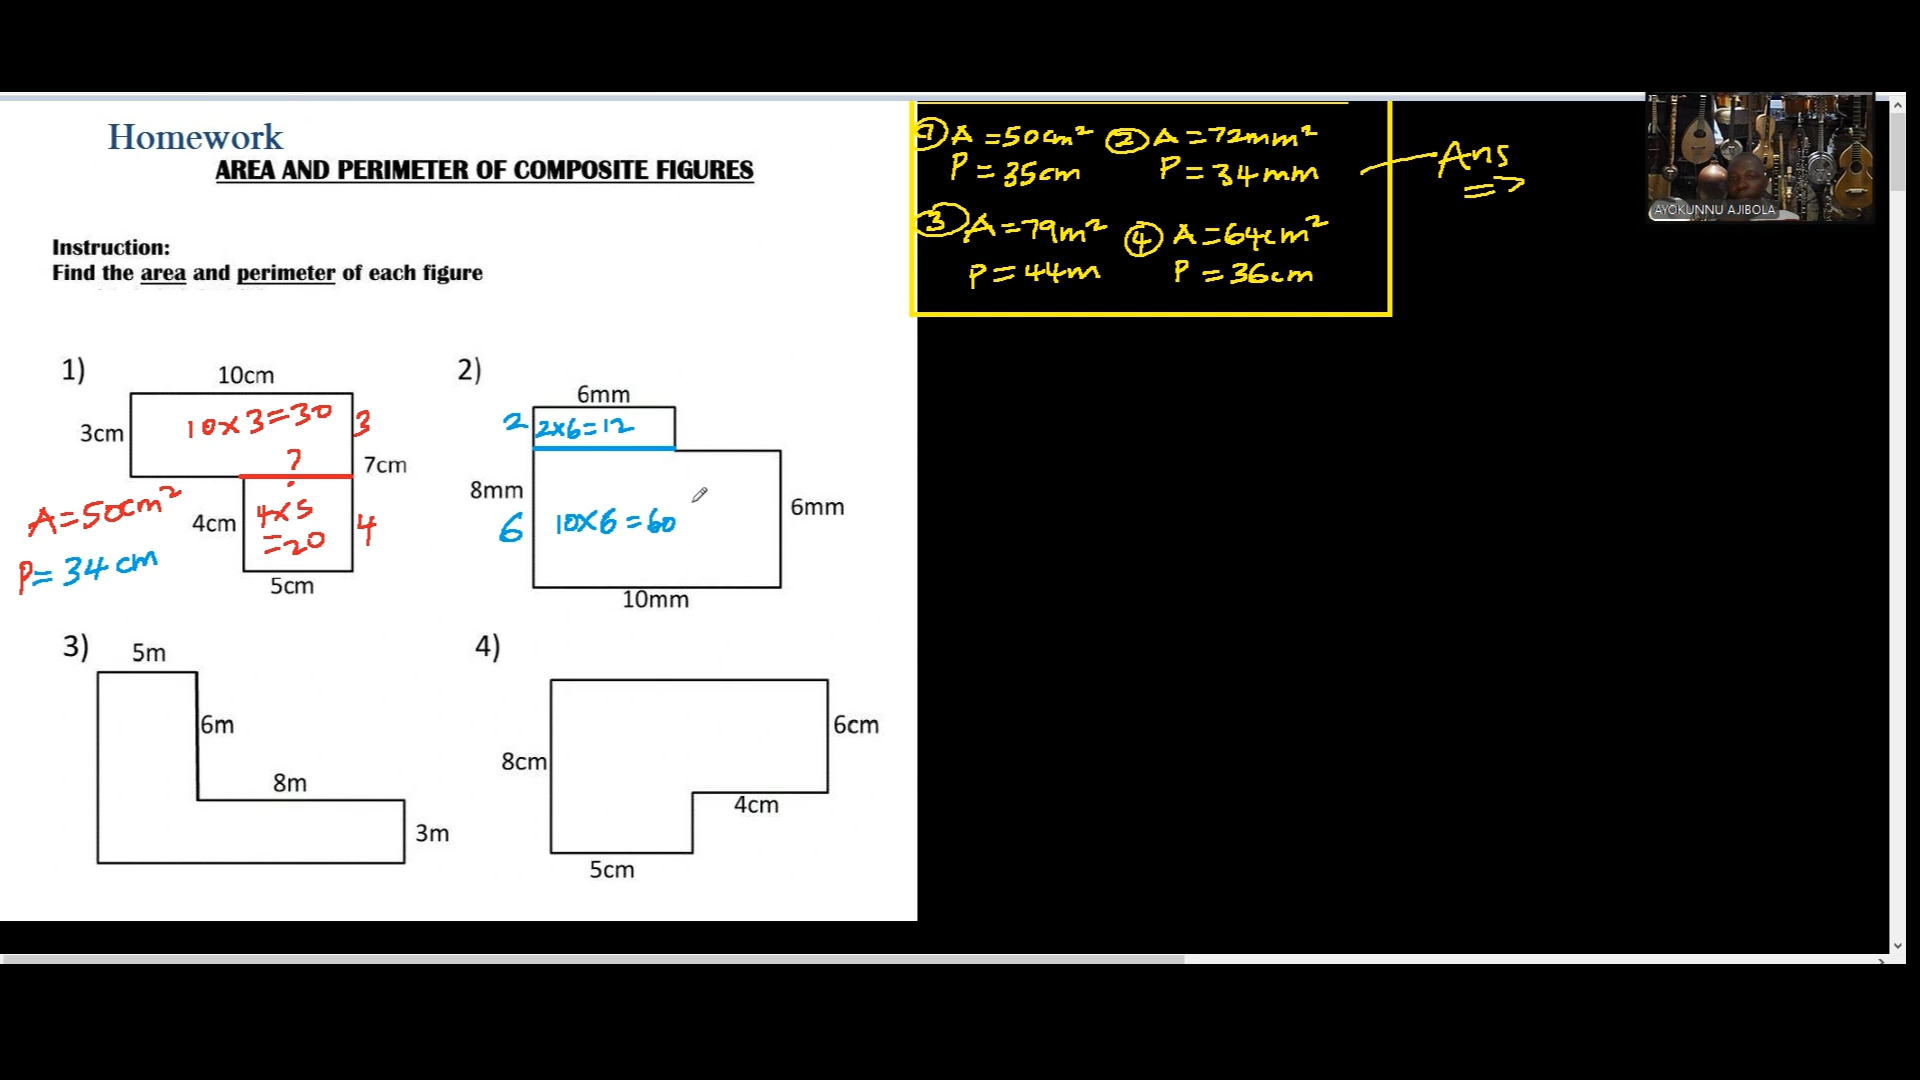 Homework
AREA AND PERIMETER OF COMPOSITE FIGURES
Instruction:
Find the area and perimeter of each figure
① A = 50cm² ② A = 72mm²
P = 35cm P = 34mm
③ A = 79m² ④ A = 64cm²
P = 44m P = 36cm
Ans
AYOKUNNU AJIBOLA
1)
10cm
3cm
10×3=30
3
?
7cm
4cm
4×5
=20
4
5cm
A=50cm²
P= 34cm
2)
6mm
2
2×6=12
8mm
6
10×6=60
6mm
10mm
3)
5m
6m
8m
3m
4)
6cm
8cm
4cm
5cm